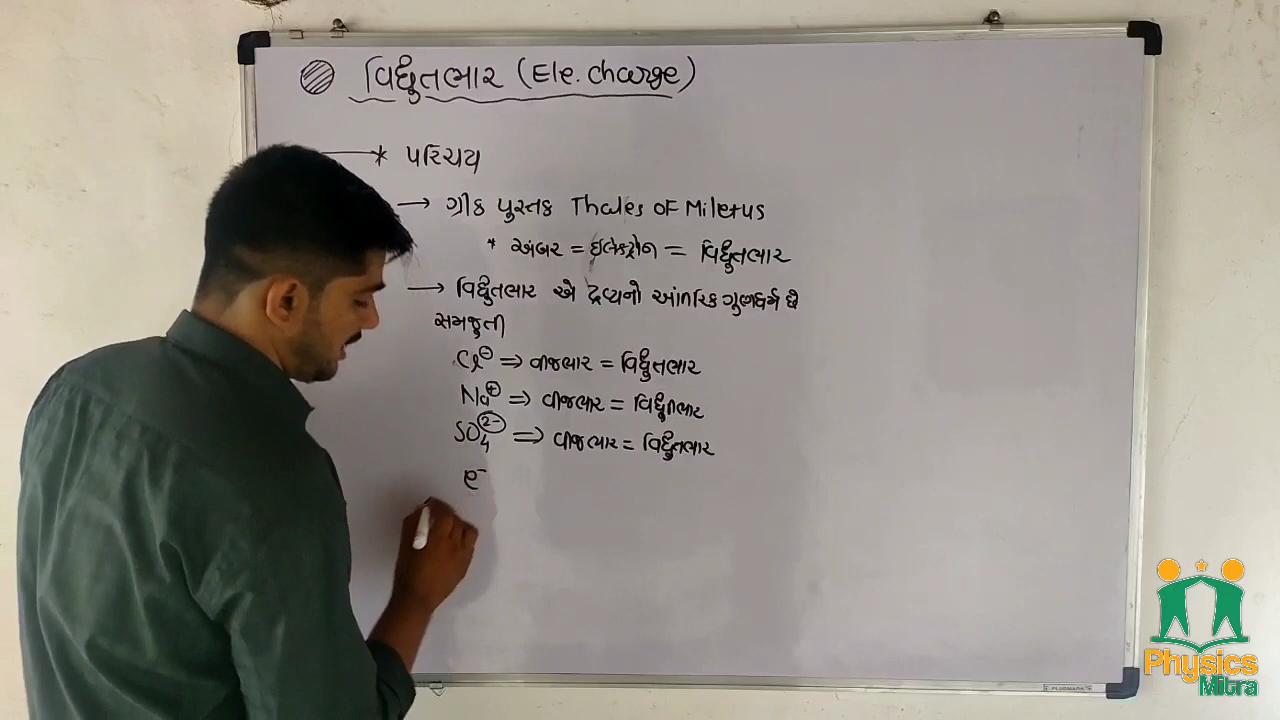 વિધુતભાર (Ele. charge)
* પરિચય
→ ગ્રીક પુસ્તક Thales OF Miletus
* અંબર = ઇલેક્ટ્રોન = વિધુતભાર
→ વિધુતભાર એ દ્રવ્યનો આંતરિક ગુણધર્મ છે
સમજુતી
Cl⊖ ⇒ વીજભાર = વિધુતભાર
Na⊕ ⇒ વીજભાર = વિધુતભાર
SO₄²⁻ ⇒ વીજભાર = વિધુતભાર
e⁻
Physics
Mitra